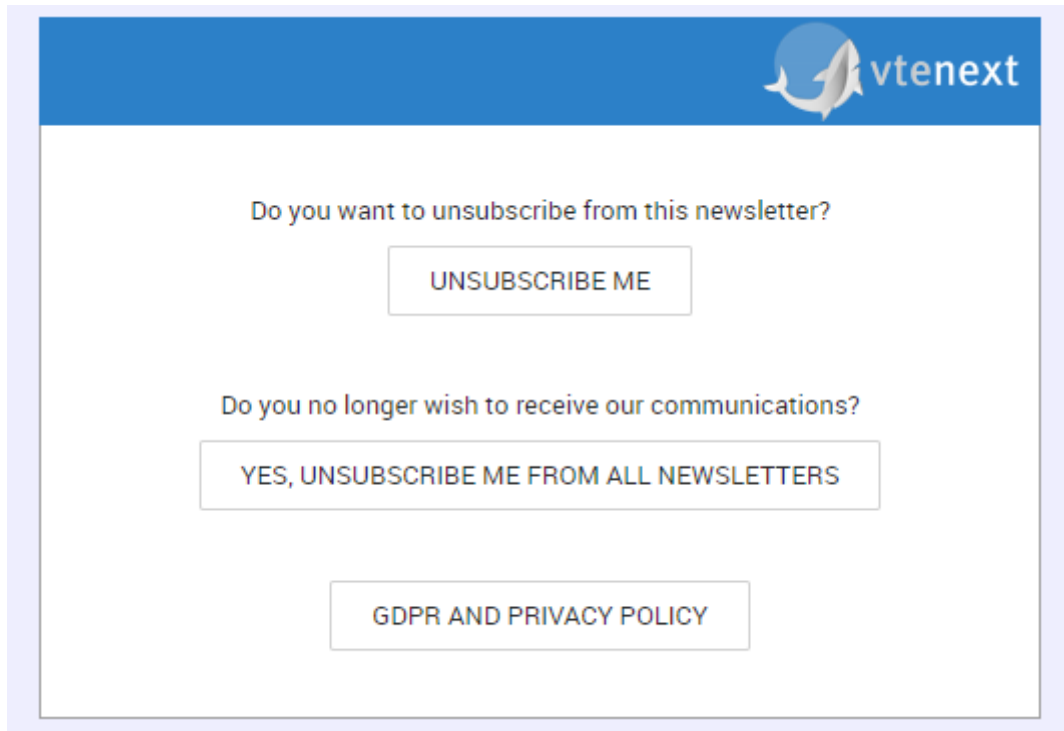 vtenext
Do you want to unsubscribe from this newsletter?
UNSUBSCRIBE ME
Do you no longer wish to receive our communications?
YES, UNSUBSCRIBE ME FROM ALL NEWSLETTERS
GDPR AND PRIVACY POLICY